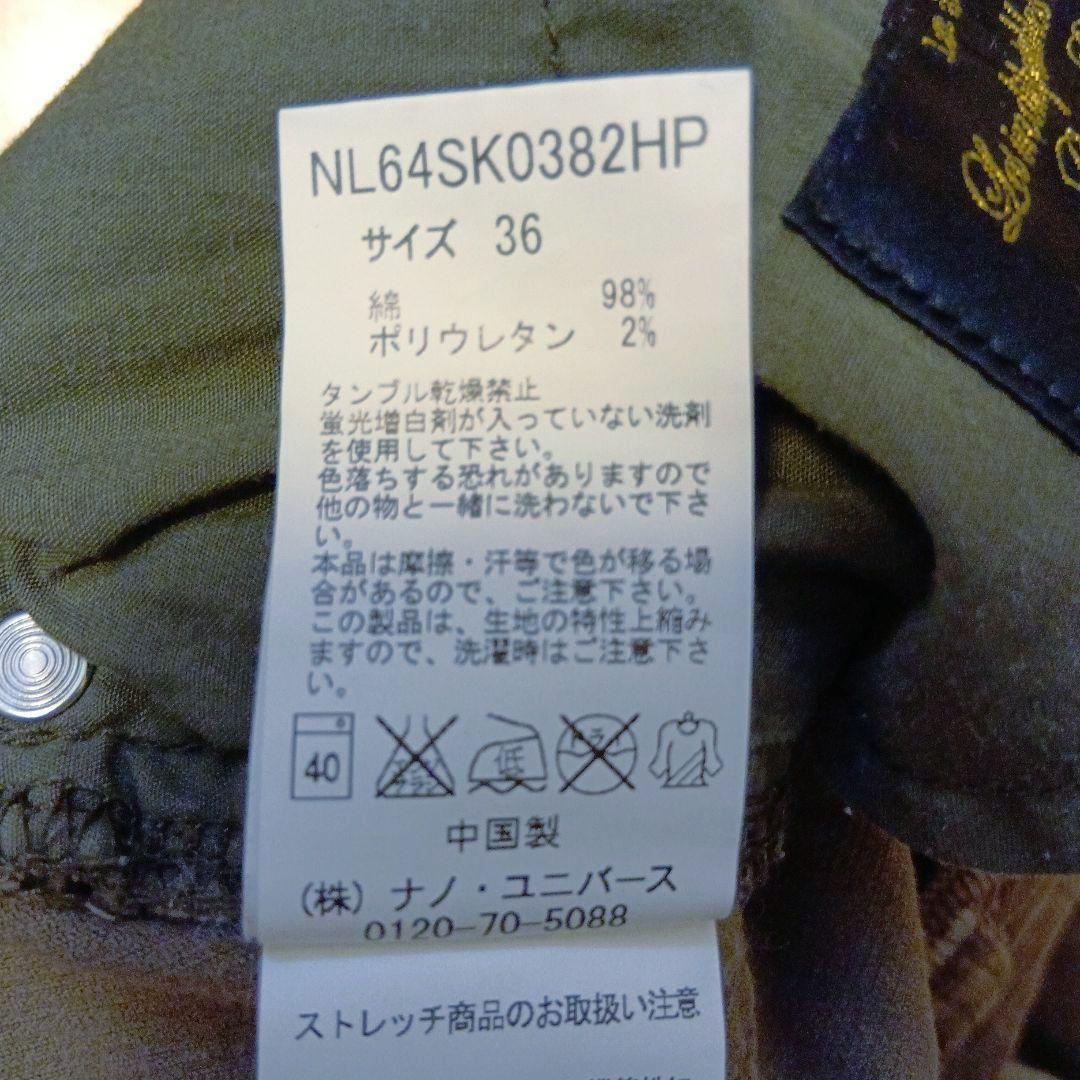 NL64SK0382HP
サイズ 36
綿 98%
ポリウレタン 2%
タンブル乾燥禁止
蛍光増白剤が入っていない洗剤
を使用して下さい。
色落ちする恐れがありますので
他の物と一緒に洗わないで下さ
い。
本品は摩擦・汗等で色が移る場
合があるので、ご注意下さい。
この製品は、生地の特性上縮み
ますので、洗濯時はご注意下さ
い。
40 低
中国製
(株) ナノ・ユニバース
0120-70-5088
ストレッチ商品のお取扱い注意